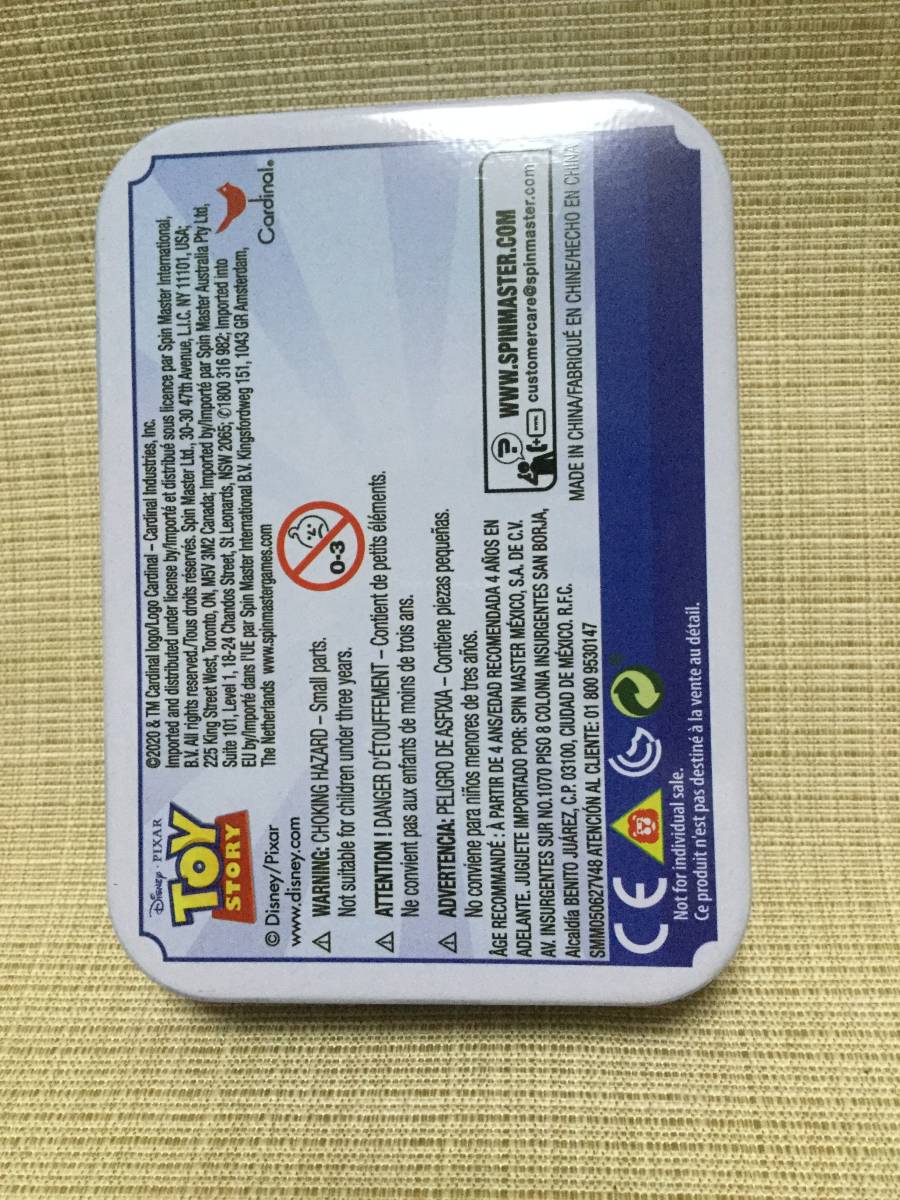 Disney · PIXAR
TOY
STORY
© Disney/Pixar
www.disney.com
©2020 & TM Cardinal logo/Logo Cardinal – Cardinal Industries, Inc.
Imported and distributed under license by/Importé et distribué sous licence par Spin Master International,
B.V. All rights reserved./Tous droits réservés. Spin Master Ltd., 30-30 47th Avenue, L.I.C. NY 11101, USA;
225 King Street West, Toronto, ON, M5V 3M2 Canada; Imported by/Importé par Spin Master Australia Pty Ltd,
Suite 101, Level 1, 18-24 Chandos Street, St Leonards, NSW 2065; ✆1800 316 982; Imported into
EU by/Importé dans l'UE par Spin Master International B.V. Kingsfordweg 151, 1043 GR Amsterdam,
The Netherlands www.spinmastergames.com
Cardinal®
⚠ WARNING: CHOKING HAZARD – Small parts.
Not suitable for children under three years.
0-3
⚠ ATTENTION ! DANGER D'ÉTOUFFEMENT – Contient de petits éléments.
Ne convient pas aux enfants de moins de trois ans.
⚠ ADVERTENCIA: PELIGRO DE ASFIXIA – Contiene piezas pequeñas.
No conviene para niños menores de tres años.
ÂGE RECOMMANDÉ : À PARTIR DE 4 ANS/EDAD RECOMENDADA 4 AÑOS EN
ADELANTE. JUGUETE IMPORTADO POR: SPIN MASTER MÉXICO, S.A. DE C.V.
AV. INSURGENTES SUR NO.1070 PISO 8 COLONIA INSURGENTES SAN BORJA,
Alcaldía BENITO JUÁREZ, C.P. 03100, CIUDAD DE MÉXICO. R.F.C.
SMM050627V48 ATENCIÓN AL CLIENTE: 01 800 9530147
? WWW.SPINMASTER.COM
customercare@spinmaster.com
MADE IN CHINA/FABRIQUÉ EN CHINE/HECHO EN CHINA
CE
Not for individual sale.
Ce produit n'est pas destiné à la vente au détail.